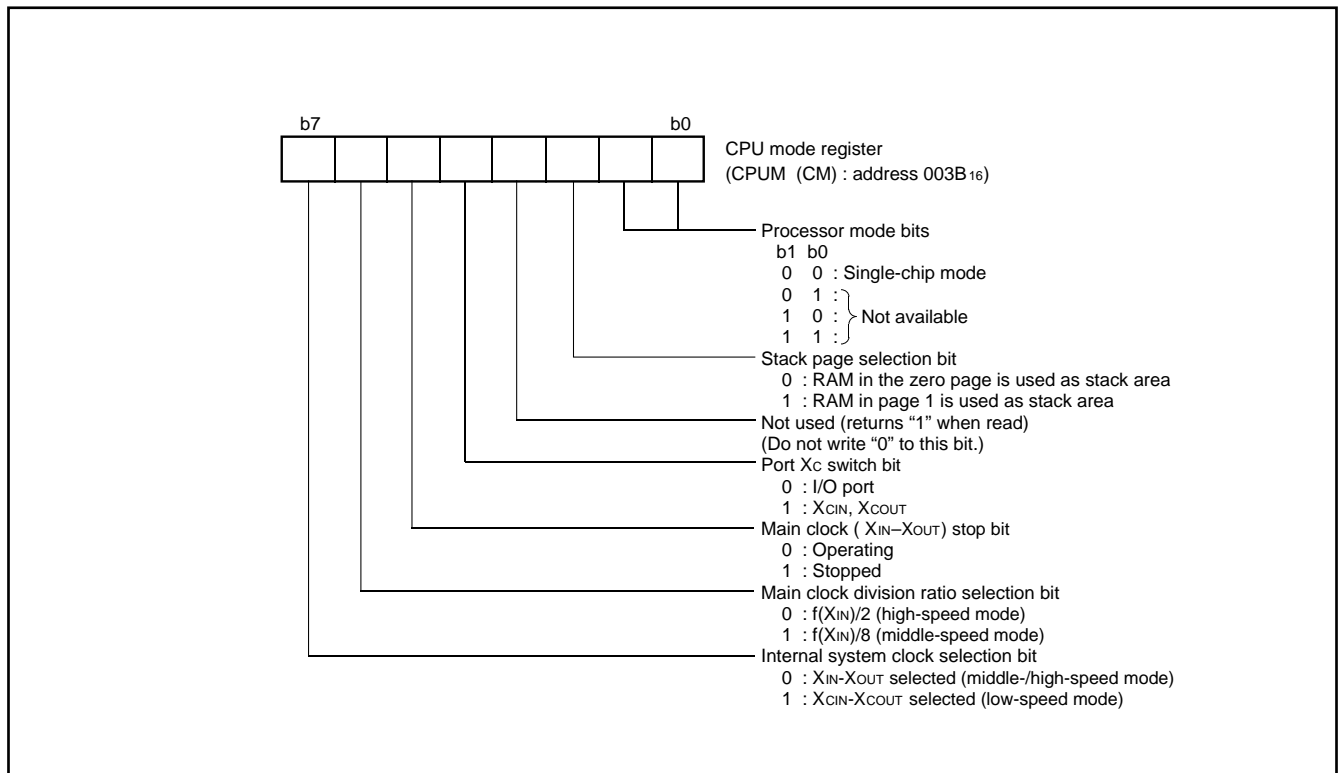 b7 b0
CPU mode register
(CPUM (CM) : address 003B16)
Processor mode bits
b1 b0
0 0 : Single-chip mode
0 1 :
1 0 : Not available
1 1 :
Stack page selection bit
0 : RAM in the zero page is used as stack area
1 : RAM in page 1 is used as stack area
Not used (returns “1” when read)
(Do not write “0” to this bit.)
Port XC switch bit
0 : I/O port
1 : XCIN, XCOUT
Main clock ( XIN–XOUT) stop bit
0 : Operating
1 : Stopped
Main clock division ratio selection bit
0 : f(XIN)/2 (high-speed mode)
1 : f(XIN)/8 (middle-speed mode)
Internal system clock selection bit
0 : XIN-XOUT selected (middle-/high-speed mode)
1 : XCIN-XCOUT selected (low-speed mode)